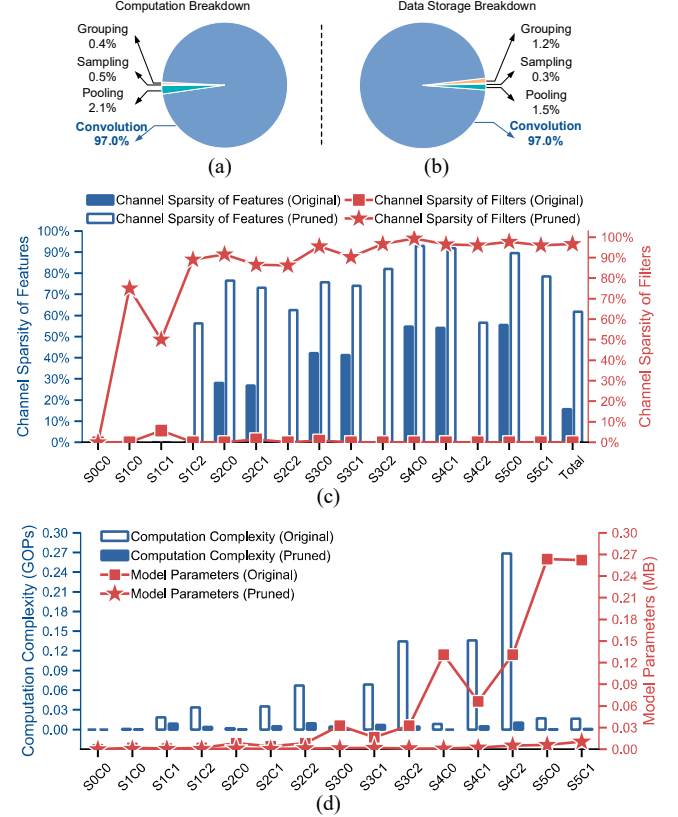 Computation Breakdown
Data Storage Breakdown
Grouping
0.4%
Sampling
0.5%
Pooling
2.1%
Convolution
97.0%
Grouping
1.2%
Sampling
0.3%
Pooling
1.5%
Convolution
97.0%
(a)
(b)
Channel Sparsity of Features (Original)
Channel Sparsity of Filters (Original)
Channel Sparsity of Features (Pruned)
Channel Sparsity of Filters (Pruned)
Channel Sparsity of Features
100%
90%
80%
70%
60%
50%
40%
30%
20%
10%
0%
100%
90%
80%
70%
60%
50%
40%
30%
20%
10%
0%
Channel Sparsity of Filters
S0C0 S1C0 S1C1 S1C2 S2C0 S2C1 S2C2 S3C0 S3C1 S3C2 S4C0 S4C1 S4C2 S5C0 S5C1 Total
(c)
Computation Complexity (GOPs)
0.30
0.27
0.24
0.21
0.18
0.15
0.12
0.09
0.06
0.03
0.00
Computation Complexity (Original)
Computation Complexity (Pruned)
Model Parameters (Original)
Model Parameters (Pruned)
0.30
0.27
0.24
0.21
0.18
0.15
0.12
0.09
0.06
0.03
0.00
Model Parameters (MB)
S0C0 S1C0 S1C1 S1C2 S2C0 S2C1 S2C2 S3C0 S3C1 S3C2 S4C0 S4C1 S4C2 S5C0 S5C1
(d)